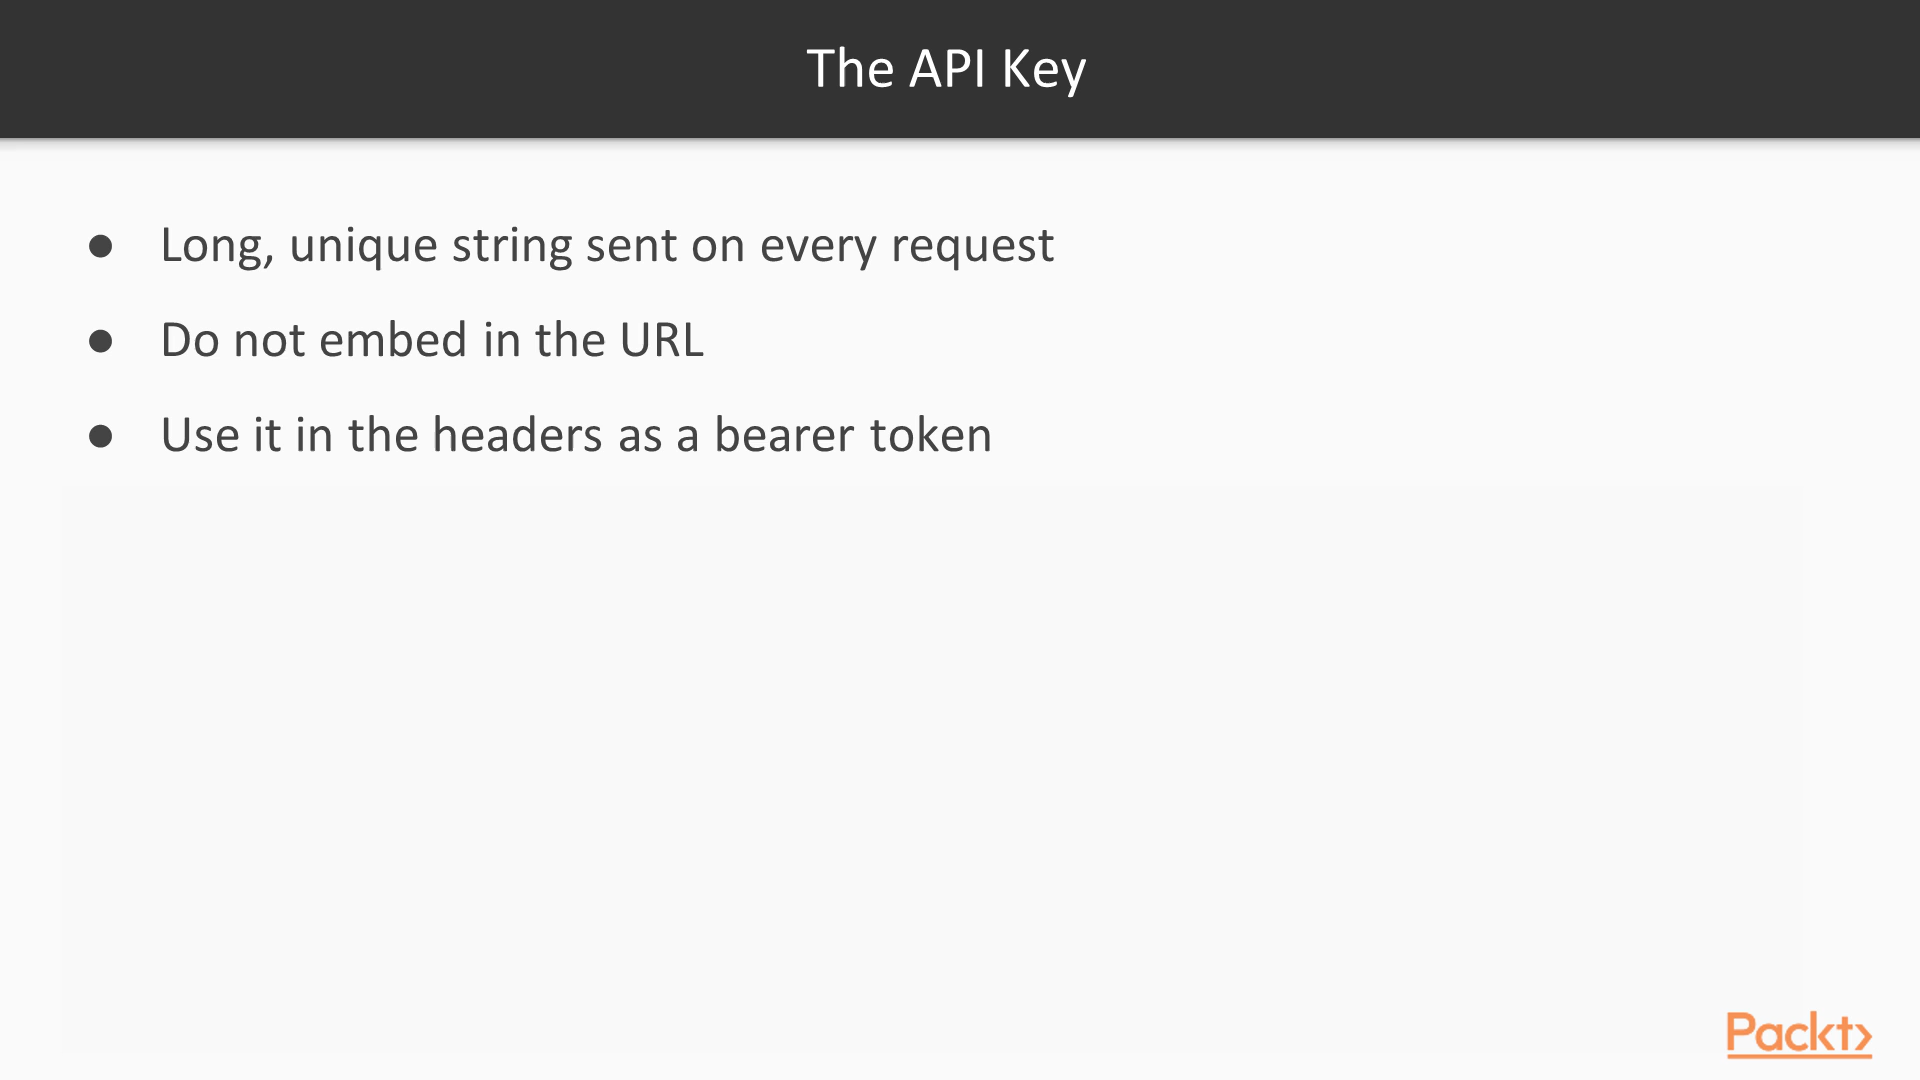 The API Key
● Long, unique string sent on every request
● Do not embed in the URL
● Use it in the headers as a bearer token
Packt>